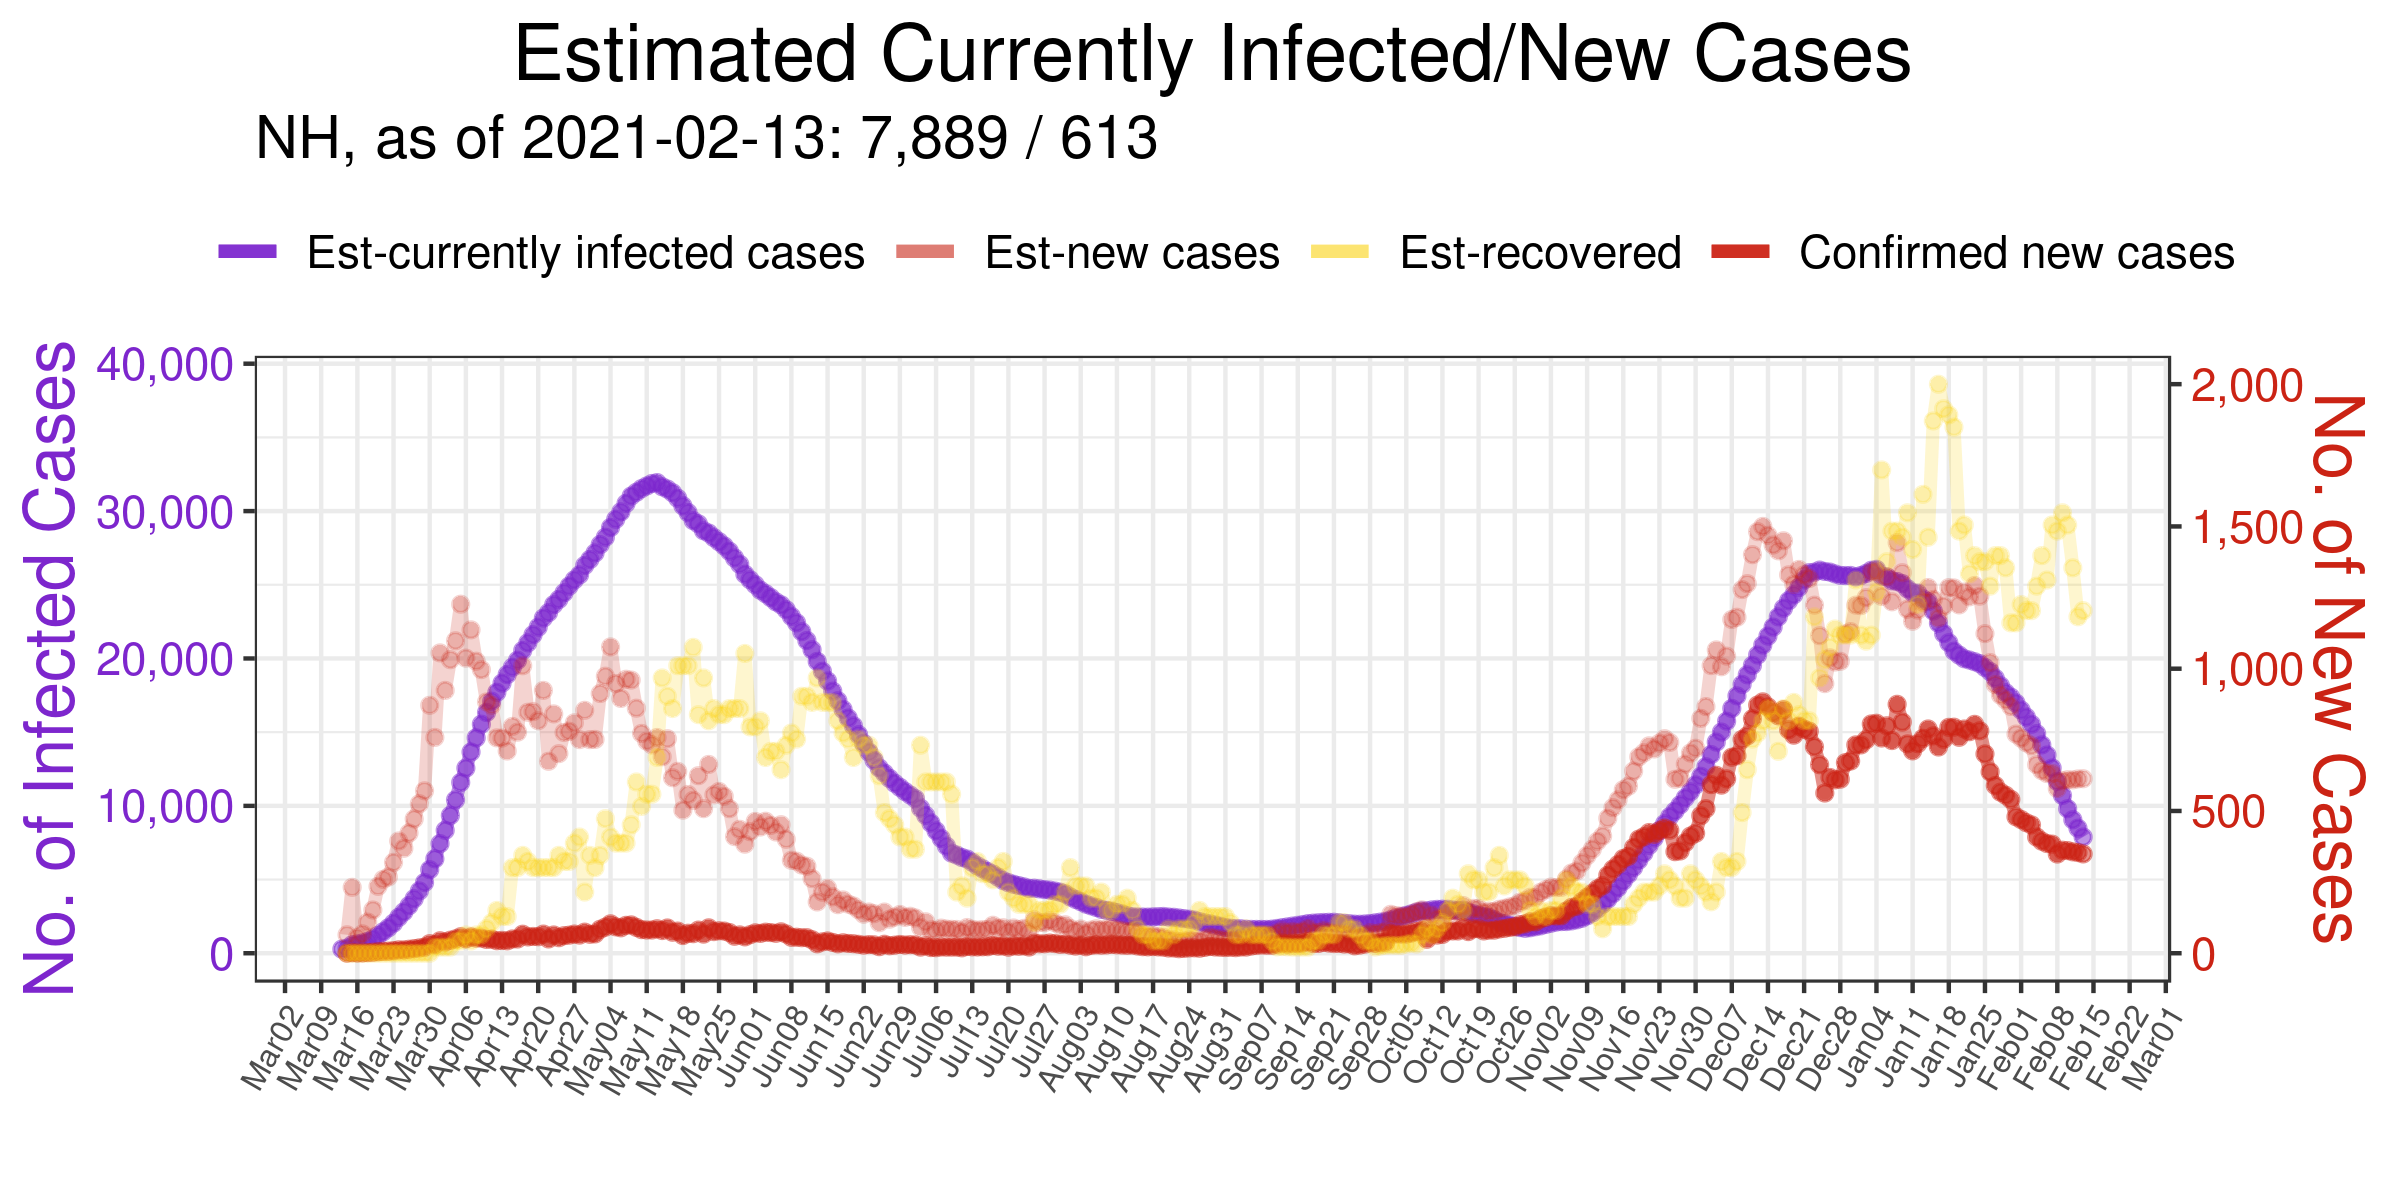 Estimated Currently Infected/New Cases
NH, as of 2021-02-13: 7,889 / 613
Est-currently infected cases Est-new cases Est-recovered Confirmed new cases
No. of Infected Cases
40,000
30,000
20,000
10,000
0
2,000
1,500
1,000
500
0
No. of New Cases
Mar02 Mar09 Mar16 Mar23 Mar30 Apr06 Apr13 Apr20 Apr27 May04 May11 May18 May25 Jun01 Jun08 Jun15 Jun22 Jun29 Jul06 Jul13 Jul20 Jul27 Aug03 Aug10 Aug17 Aug24 Aug31 Sep07 Sep14 Sep21 Sep28 Oct05 Oct12 Oct19 Oct26 Nov02 Nov09 Nov16 Nov23 Nov30 Dec07 Dec14 Dec21 Dec28 Jan04 Jan11 Jan18 Jan25 Feb01 Feb08 Feb15 Feb22 Mar01